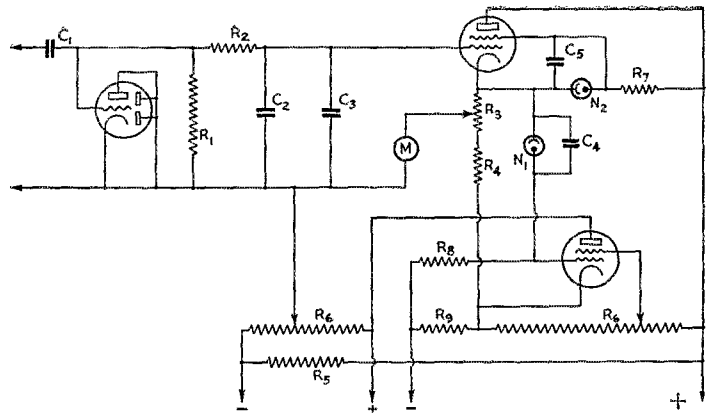 C1
R2
R1
C2
C3
M
C5
N2
R7
R3
R4
N1
C4
R8
R6
R9
R6
R5
-
+
-
+